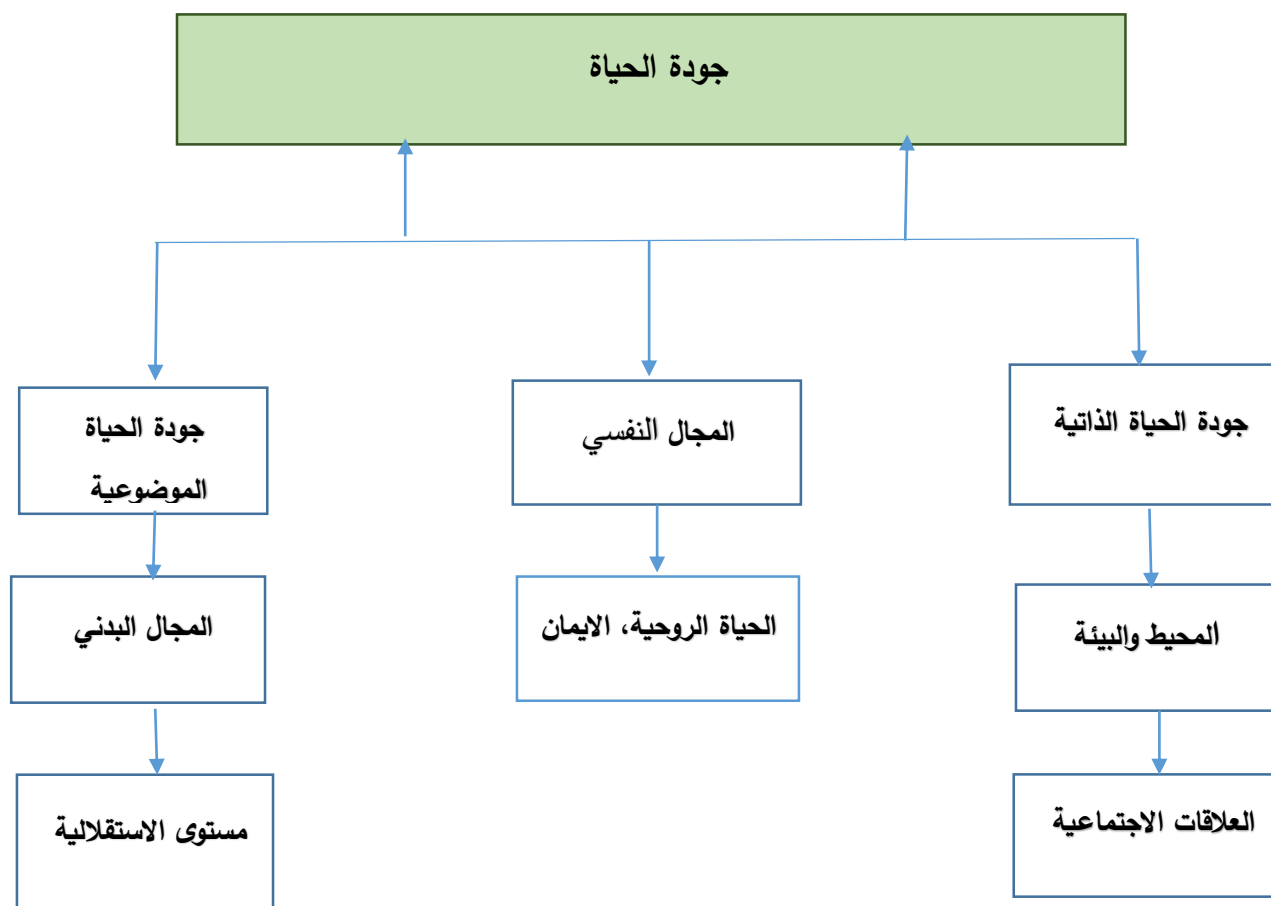 جودة الحياة
جودة الحياة الذاتية
المجال النفسي
جودة الحياة
الموضوعية
المحيط والبيئة
الحياة الروحية، الايمان
المجال البدني
العلاقات الاجتماعية
مستوى الاستقلالية